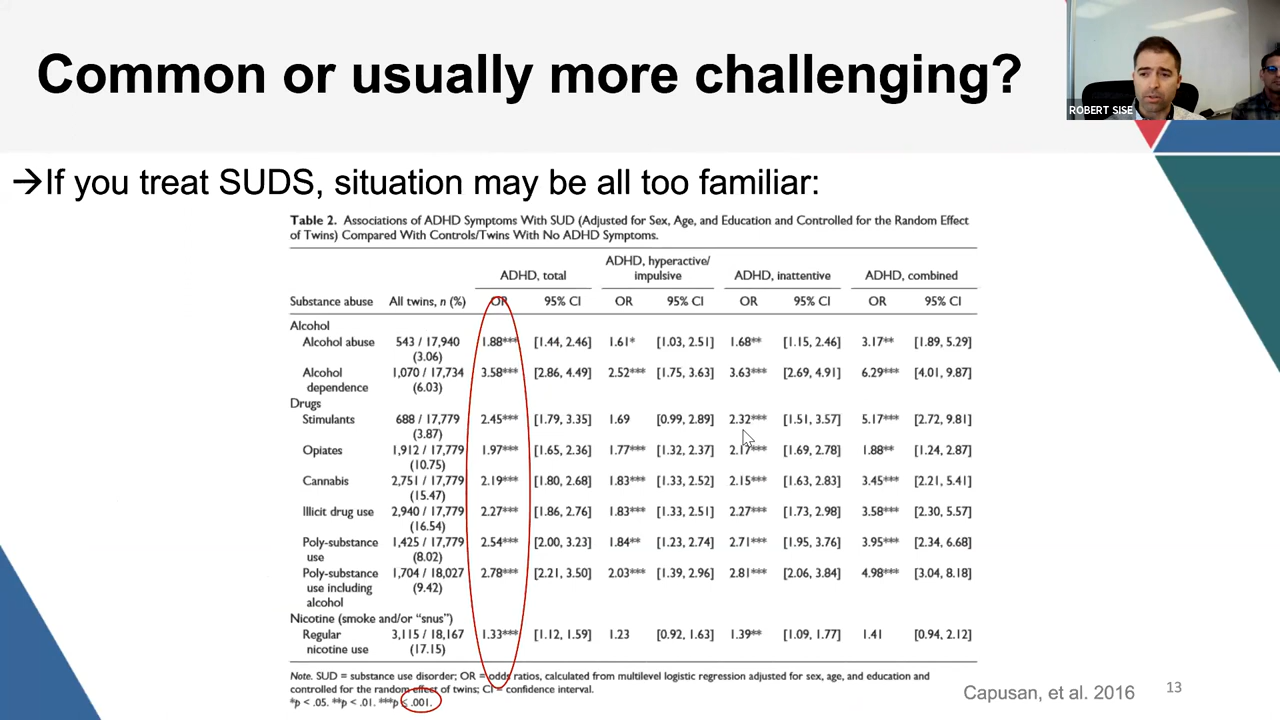 Common or usually more challenging?
ROBERT SISE
→If you treat SUDS, situation may be all too familiar:
Table 2. Associations of ADHD Symptoms With SUD (Adjusted for Sex, Age, and Education and Controlled for the Random Effect
of Twins) Compared With Controls/Twins With No ADHD Symptoms.
ADHD, total ADHD, hyperactive/ ADHD, inattentive ADHD, combined
impulsive
Substance abuse All twins, n (%) OR 95% CI OR 95% CI OR 95% CI OR 95% CI
Alcohol
Alcohol abuse 543 / 17,940 1.88*** [1.44, 2.46] 1.61* [1.03, 2.51] 1.68** [1.15, 2.46] 3.17** [1.89, 5.29]
(3.06)
Alcohol 1,070 / 17,734 3.58*** [2.86, 4.49] 2.52*** [1.75, 3.63] 3.63*** [2.69, 4.91] 6.29*** [4.01, 9.87]
dependence (6.03)
Drugs
Stimulants 688 / 17,779 2.45*** [1.79, 3.35] 1.69 [0.99, 2.89] 2.32*** [1.51, 3.57] 5.17*** [2.72, 9.81]
(3.87)
Opiates 1,912 / 17,779 1.97*** [1.65, 2.36] 1.77*** [1.32, 2.37] 2.17*** [1.69, 2.78] 1.88** [1.24, 2.87]
(10.75)
Cannabis 2,751 / 17,779 2.19*** [1.80, 2.68] 1.83*** [1.33, 2.52] 2.15*** [1.63, 2.83] 3.45*** [2.21, 5.41]
(15.47)
Illicit drug use 2,940 / 17,779 2.27*** [1.86, 2.76] 1.83*** [1.33, 2.51] 2.27*** [1.73, 2.98] 3.58*** [2.30, 5.57]
(16.54)
Poly-substance 1,425 / 17,779 2.54*** [2.00, 3.23] 1.84** [1.23, 2.74] 2.71*** [1.95, 3.76] 3.95*** [2.34, 6.68]
use (8.02)
Poly-substance 1,704 / 18,027 2.78*** [2.21, 3.50] 2.03*** [1.39, 2.96] 2.81*** [2.06, 3.84] 4.98*** [3.04, 8.18]
use including (9.42)
alcohol
Nicotine (smoke and/or “snus”)
Regular 3,115 / 18,167 1.33*** [1.12, 1.59] 1.23 [0.92, 1.63] 1.39** [1.09, 1.77] 1.41 [0.94, 2.12]
nicotine use (17.15)
Note. SUD = substance use disorder; OR = odds ratios, calculated from multilevel logistic regression adjusted for sex, age, and education and
controlled for the random effect of twins; CI = confidence interval.
*p < .05. **p < .01. ***p ≤ .001.
Capusan, et al. 2016
13